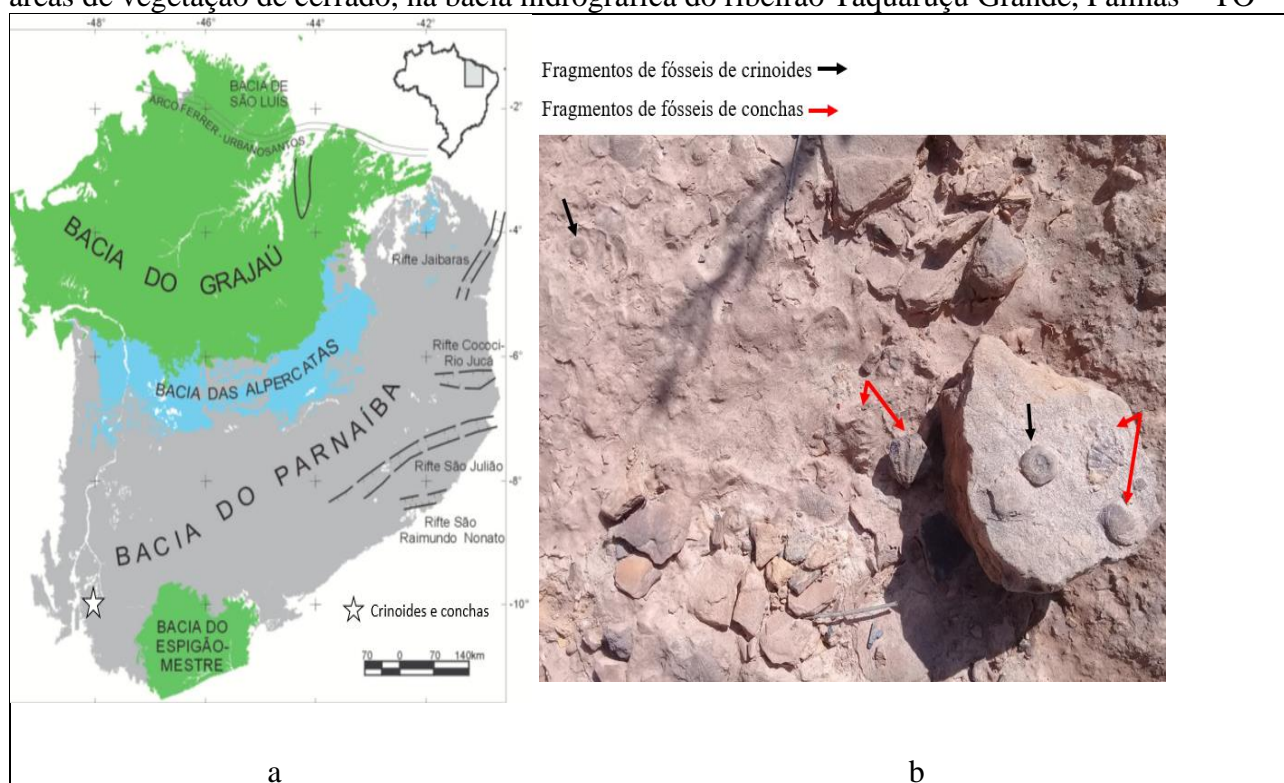 áreas de vegetação de cerrado, na bacia hidrográfica do ribeirão Taquaruçu Grande, Palmas – TO
-48° -46° -44° -42°
BACIA DE
SÃO LUÍS
ARCO FERRER - URBANOSANTOS
-2°
BACIA DO GRAJAÚ
-4°
Rifte Jaibaras
Rifte Cococi-
Rio Jucá
-6°
BACIA DAS ALPERCATAS
BACIA DO PARNAÍBA
Rifte São Julião
-8°
Rifte São
Raimundo Nonato
-10°
Crinoides e conchas
BACIA DO
ESPIGÃO-
MESTRE
70 0 70 140km
a
Fragmentos de fósseis de crinoides
Fragmentos de fósseis de conchas
b